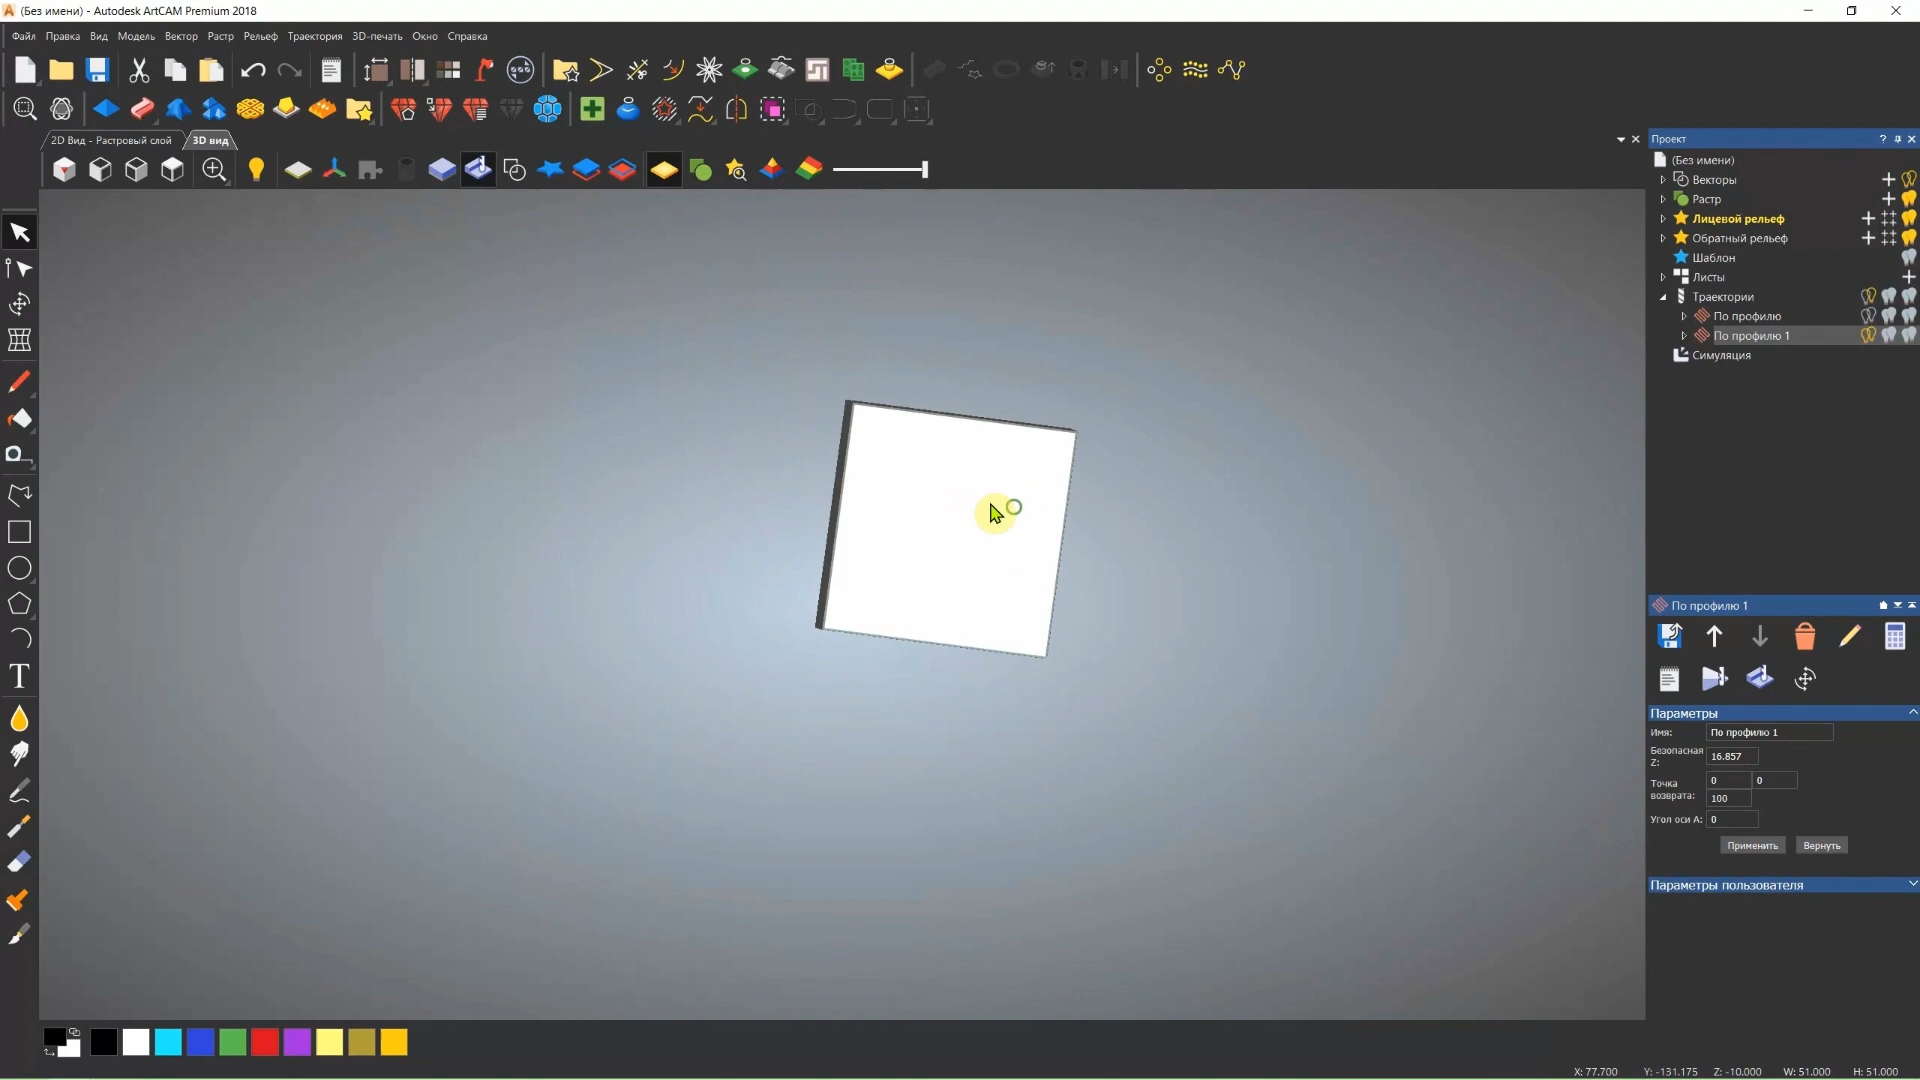 (Без имени) - Autodesk ArtCAM Premium 2018
Файл Правка Вид Модель Вектор Растр Рельеф Траектория 3D-печать Окно Справка
2D Вид - Растровый слой 3D вид
Проект
(Без имени)
Векторы
Растр
Лицевой рельеф
Обратный рельеф
Шаблон
Листы
Траектории
По профилю
По профилю 1
Симуляция
По профилю 1
Параметры
Имя: По профилю 1
Безопасная Z: 16.857
Точка возврата: 0 0
100
Угол оси A: 0
Применить Вернуть
Параметры пользователя
X: 77.700 Y: -131.175 Z: -10.000 W: 51.000 H: 51.000